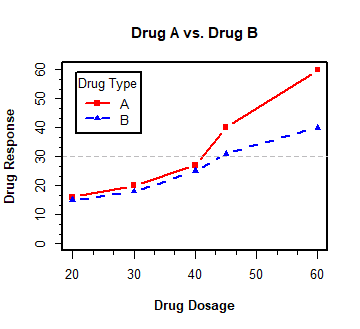 Drug A vs. Drug B
Drug Response
60
50
40
30
20
10
0
Drug Type
A
B
20 30 40 50 60
Drug Dosage